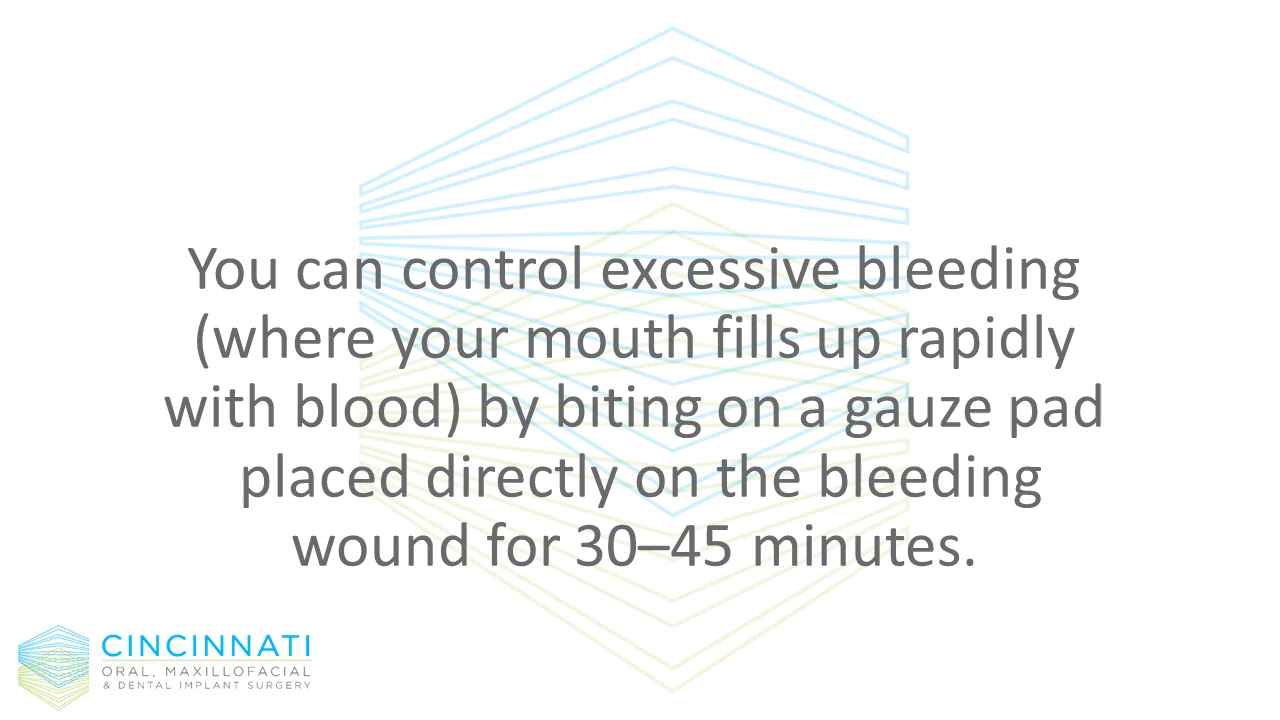 You can control excessive bleeding
(where your mouth fills up rapidly
with blood) by biting on a gauze pad
placed directly on the bleeding
wound for 30–45 minutes.
CINCINNATI
ORAL, MAXILLOFACIAL
& DENTAL IMPLANT SURGERY